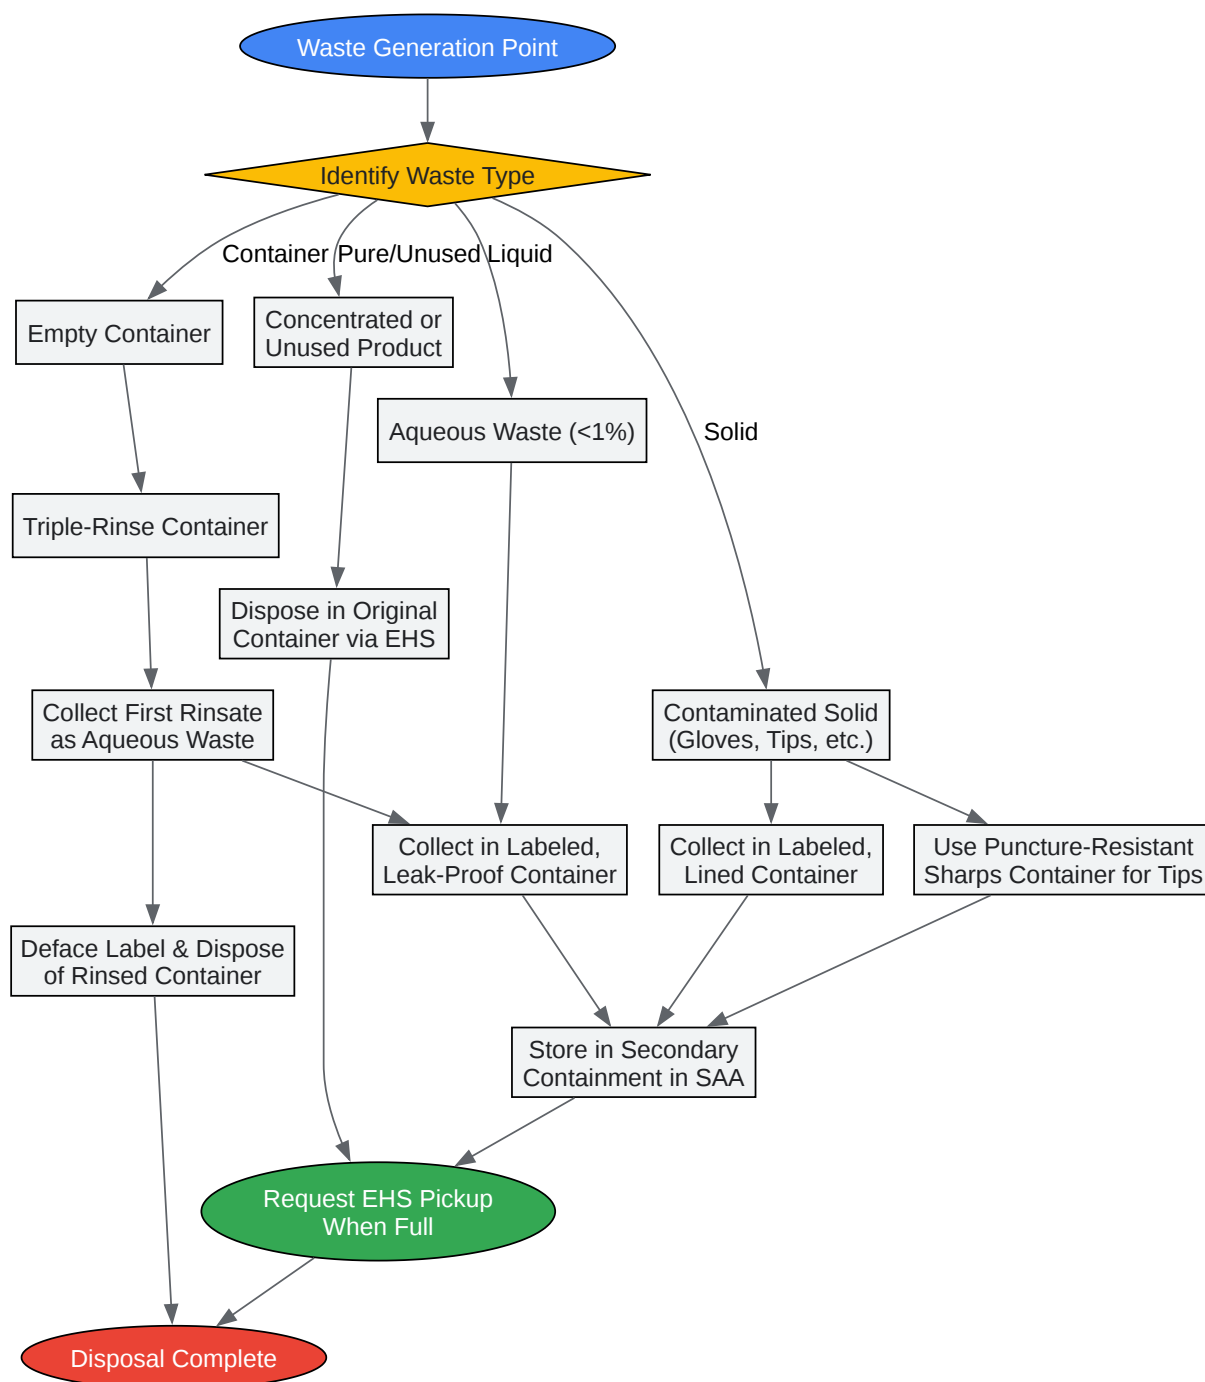 Waste Generation Point
Identify Waste Type
Container
Pure/Unused
Liquid
Empty Container
Concentrated or
Unused Product
Aqueous Waste (<1%)
Solid
Triple-Rinse Container
Dispose in Original
Container via EHS
Collect First Rinsate
as Aqueous Waste
Contaminated Solid
(Gloves, Tips, etc.)
Collect in Labeled,
Leak-Proof Container
Collect in Labeled,
Lined Container
Use Puncture-Resistant
Sharps Container for Tips
Deface Label & Dispose
of Rinsed Container
Store in Secondary
Containment in SAA
Request EHS Pickup
When Full
Disposal Complete